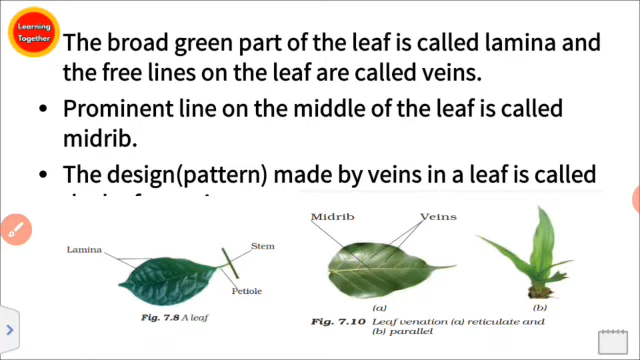 Learning
Together
The broad green part of the leaf is called lamina and
the free lines on the leaf are called veins.
• Prominent line on the middle of the leaf is called
midrib.
• The design(pattern) made by veins in a leaf is called
Midrib
Veins
Lamina
Stem
Petiole
Fig. 7.8 A leaf
(a)
(b)
Fig. 7.10 Leaf venation (a) reticulate and
(b) parallel